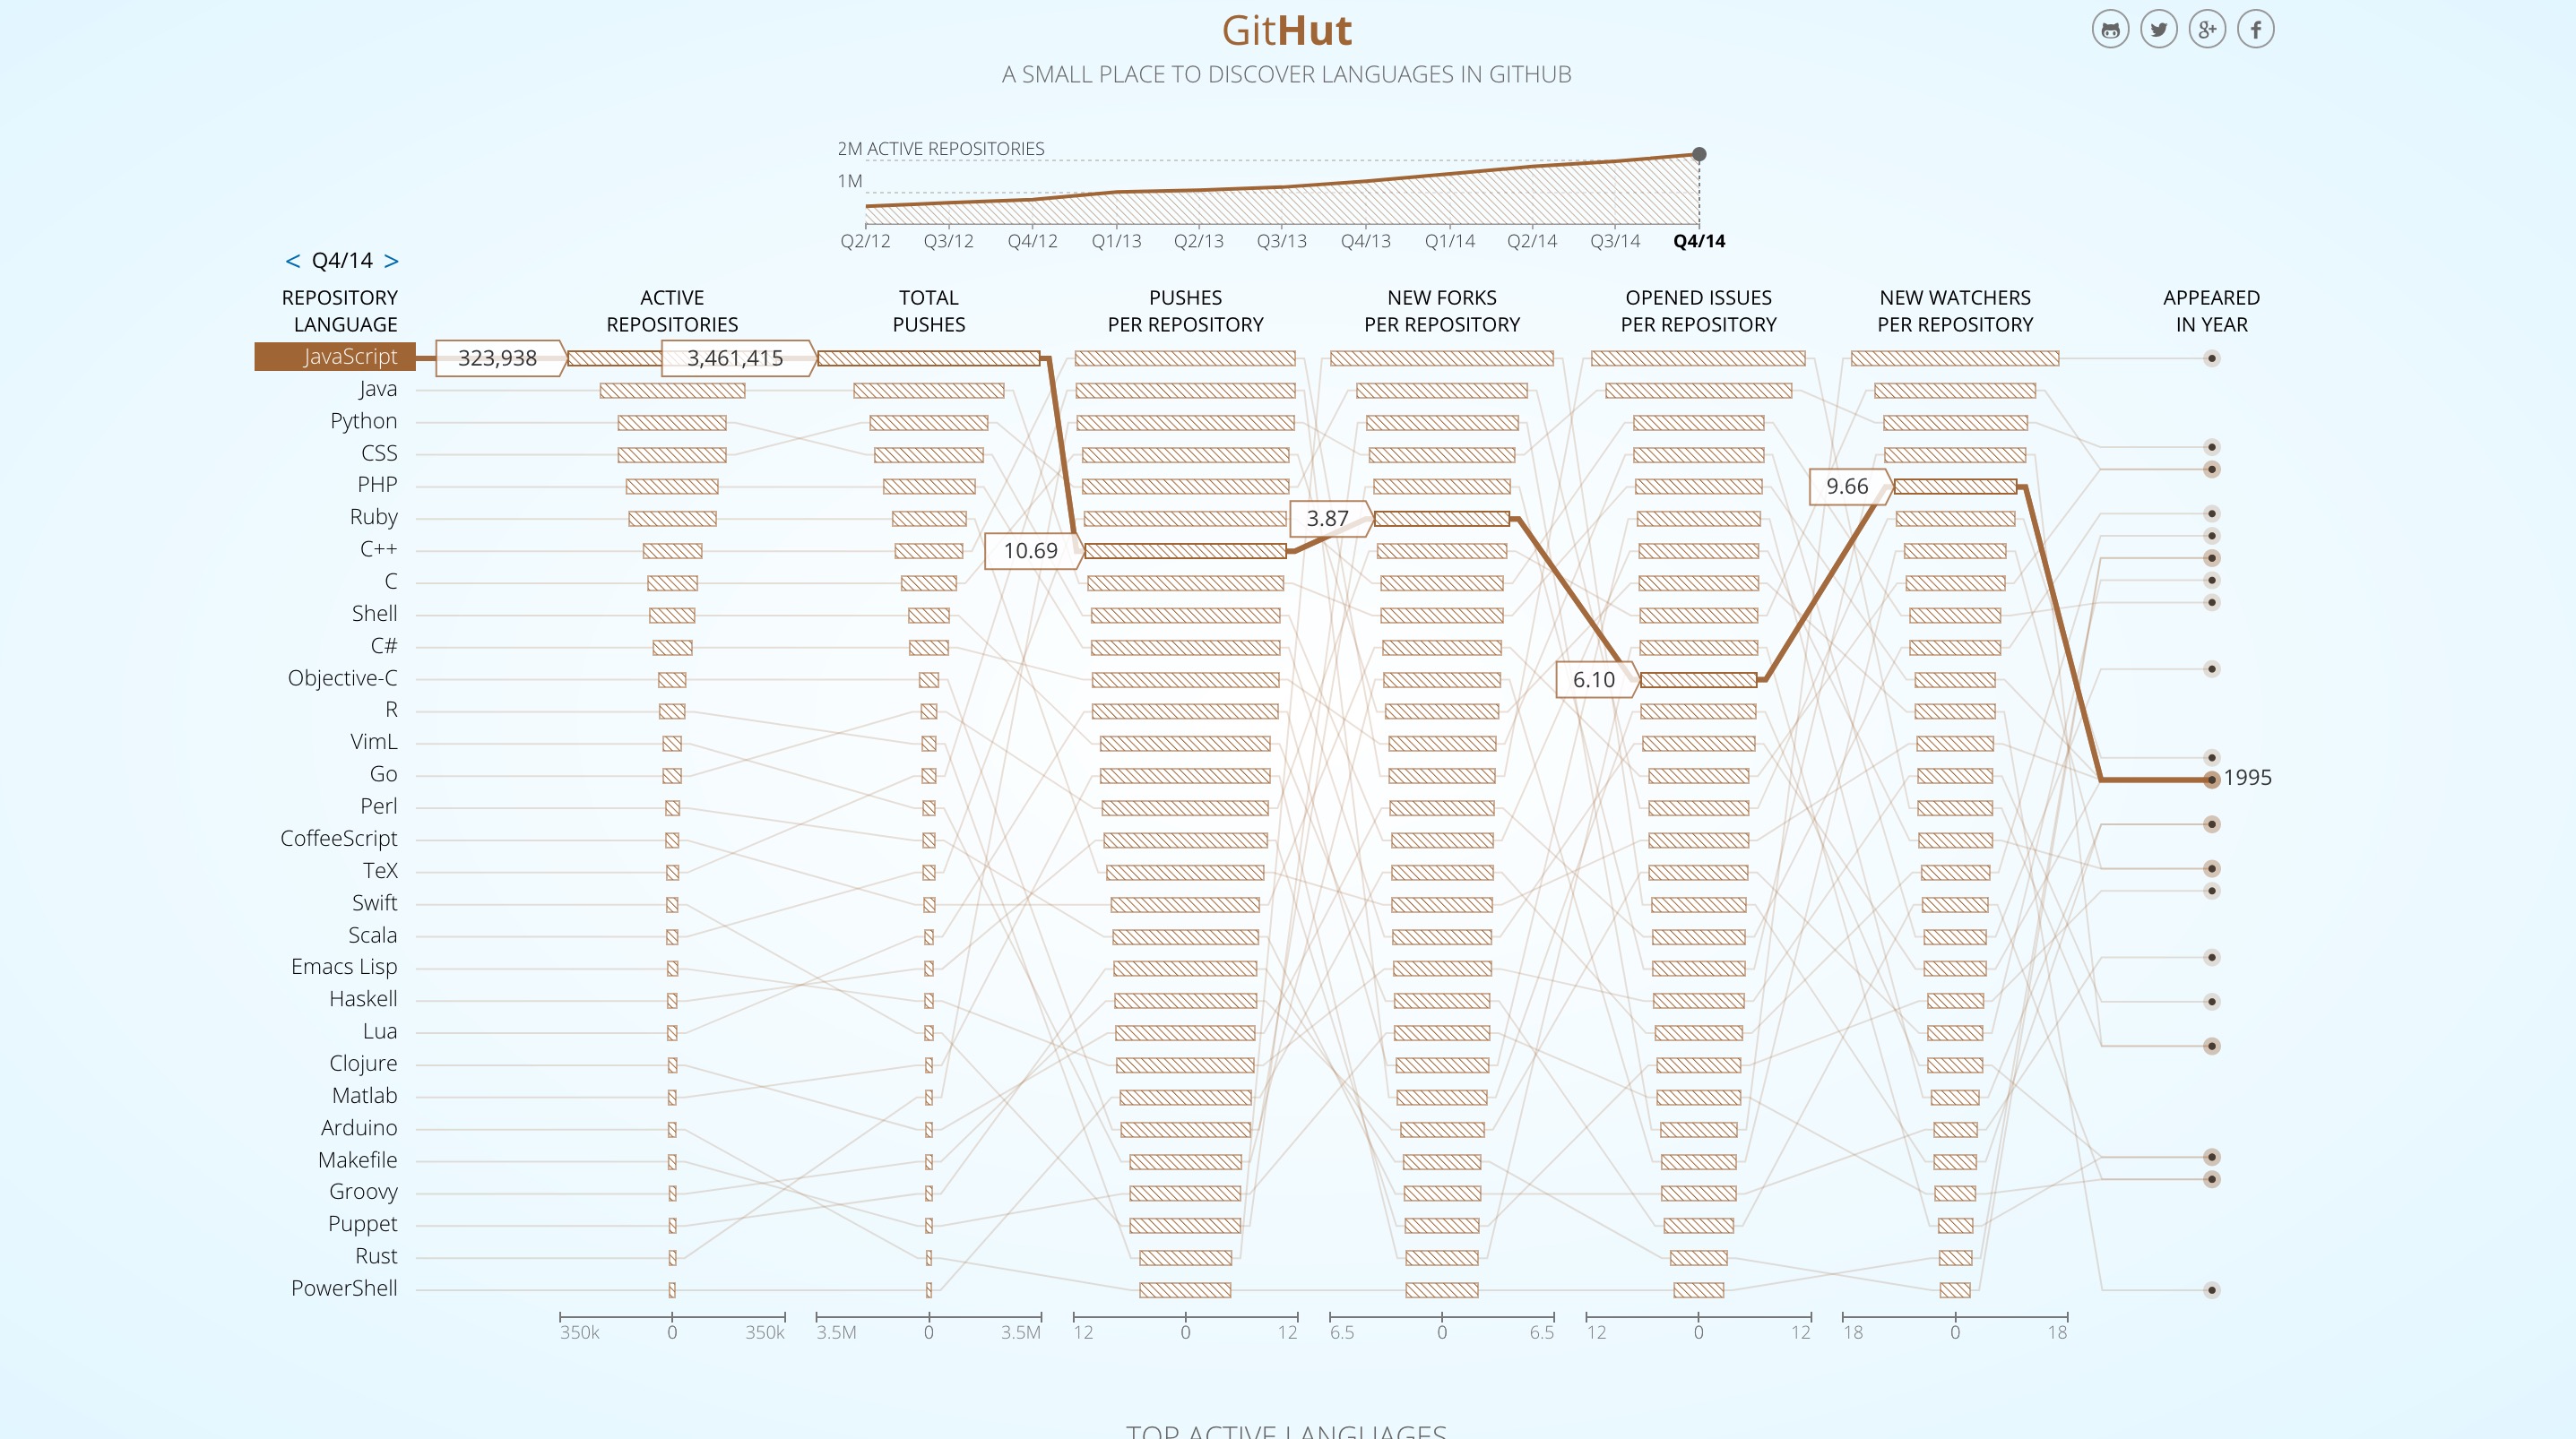 GitHut
A SMALL PLACE TO DISCOVER LANGUAGES IN GITHUB
2M ACTIVE REPOSITORIES
1M
Q2/12 Q3/12 Q4/12 Q1/13 Q2/13 Q3/13 Q4/13 Q1/14 Q2/14 Q3/14 Q4/14
< Q4/14 >
REPOSITORY LANGUAGE
ACTIVE REPOSITORIES
TOTAL PUSHES
PUSHES PER REPOSITORY
NEW FORKS PER REPOSITORY
OPENED ISSUES PER REPOSITORY
NEW WATCHERS PER REPOSITORY
APPEARED IN YEAR
JavaScript 323,938 3,461,415
Java
Python
CSS
PHP 9.66
Ruby 3.87
C++ 10.69
C
Shell
C#
Objective-C 6.10
R
VimL
Go 1995
Perl
CoffeeScript
TeX
Swift
Scala
Emacs Lisp
Haskell
Lua
Clojure
Matlab
Arduino
Makefile
Groovy
Puppet
Rust
PowerShell
350k 0 350k 3.5M 0 3.5M 12 0 12 6.5 0 6.5 12 0 12 18 0 18
TOP ACTIVE LANGUAGES